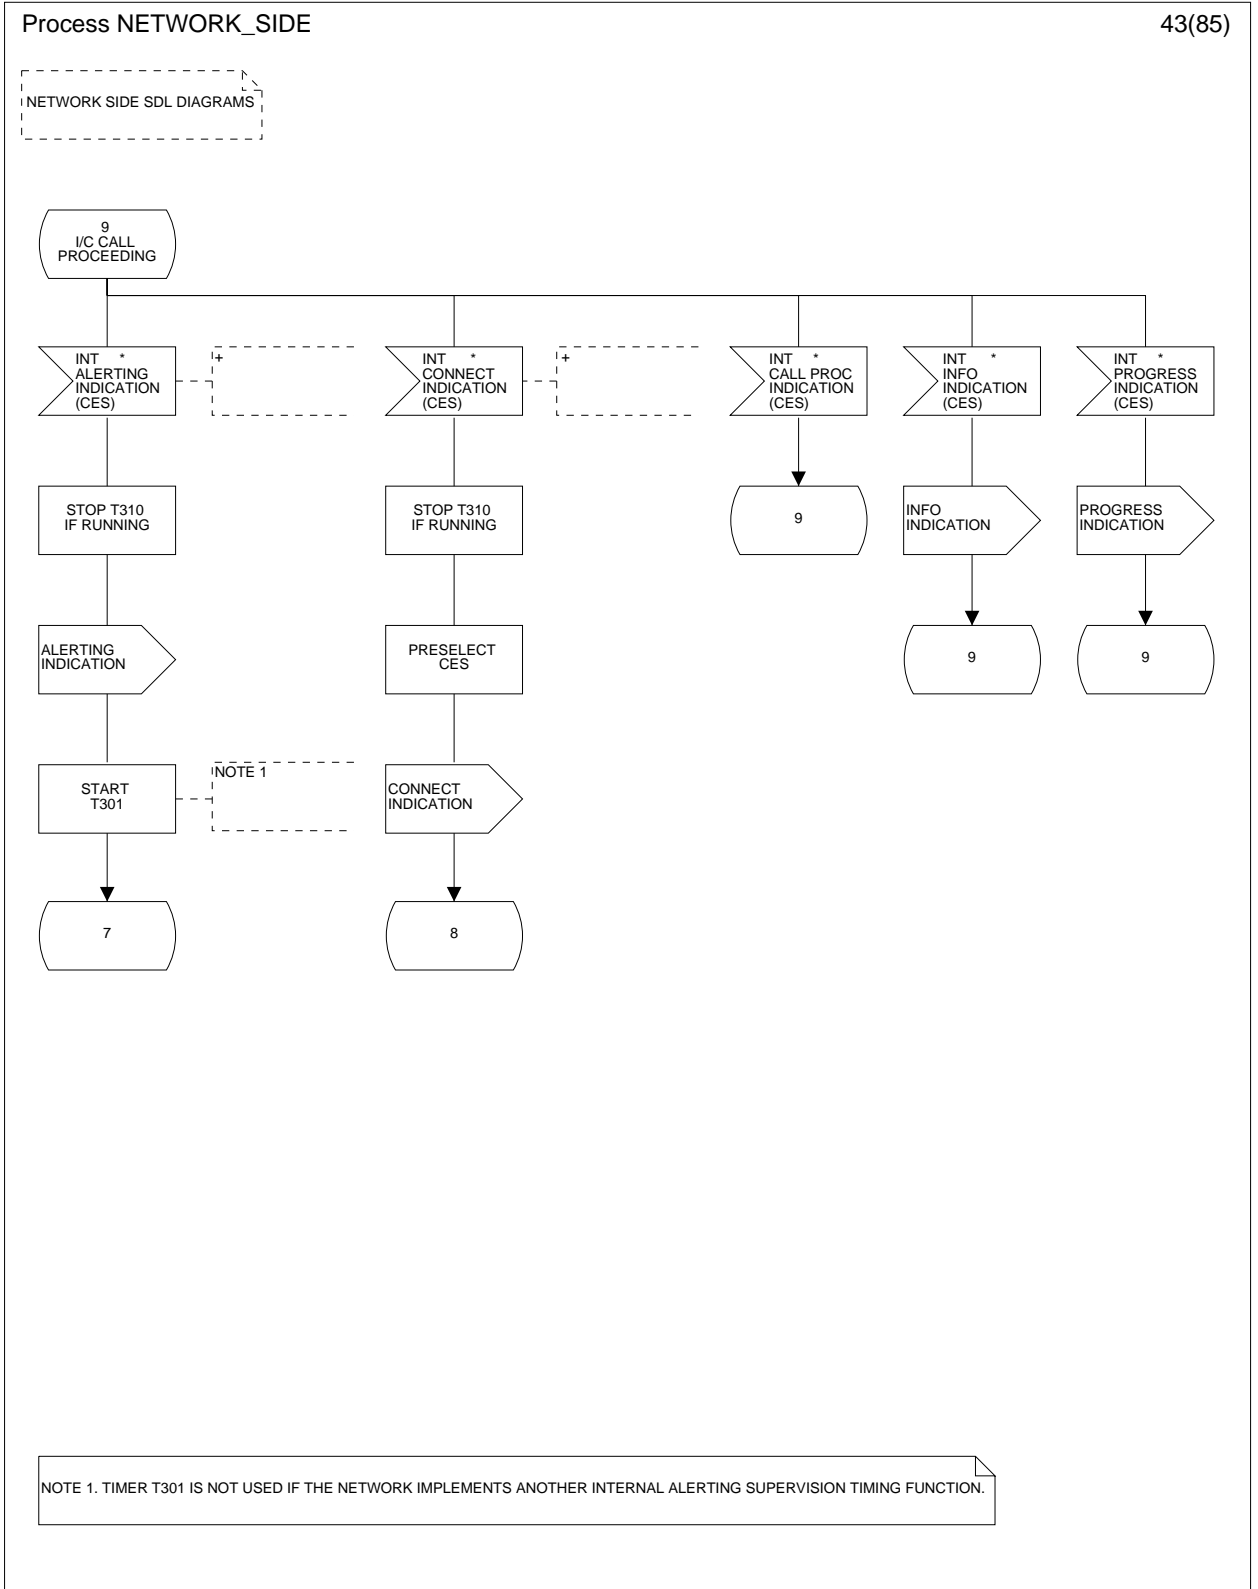 Process NETWORK_SIDE
43(85)
NETWORK SIDE SDL DIAGRAMS
9
I/C CALL
PROCEEDING
INT *
ALERTING
INDICATION
(CES)
+
INT *
CONNECT
INDICATION
(CES)
+
INT *
CALL PROC
INDICATION
(CES)
INT *
INFO
INDICATION
(CES)
INT *
PROGRESS
INDICATION
(CES)
STOP T310
IF RUNNING
STOP T310
IF RUNNING
9
INFO
INDICATION
PROGRESS
INDICATION
ALERTING
INDICATION
PRESELECT
CES
9
9
START
T301
NOTE 1
CONNECT
INDICATION
7
8
NOTE 1. TIMER T301 IS NOT USED IF THE NETWORK IMPLEMENTS ANOTHER INTERNAL ALERTING SUPERVISION TIMING FUNCTION.